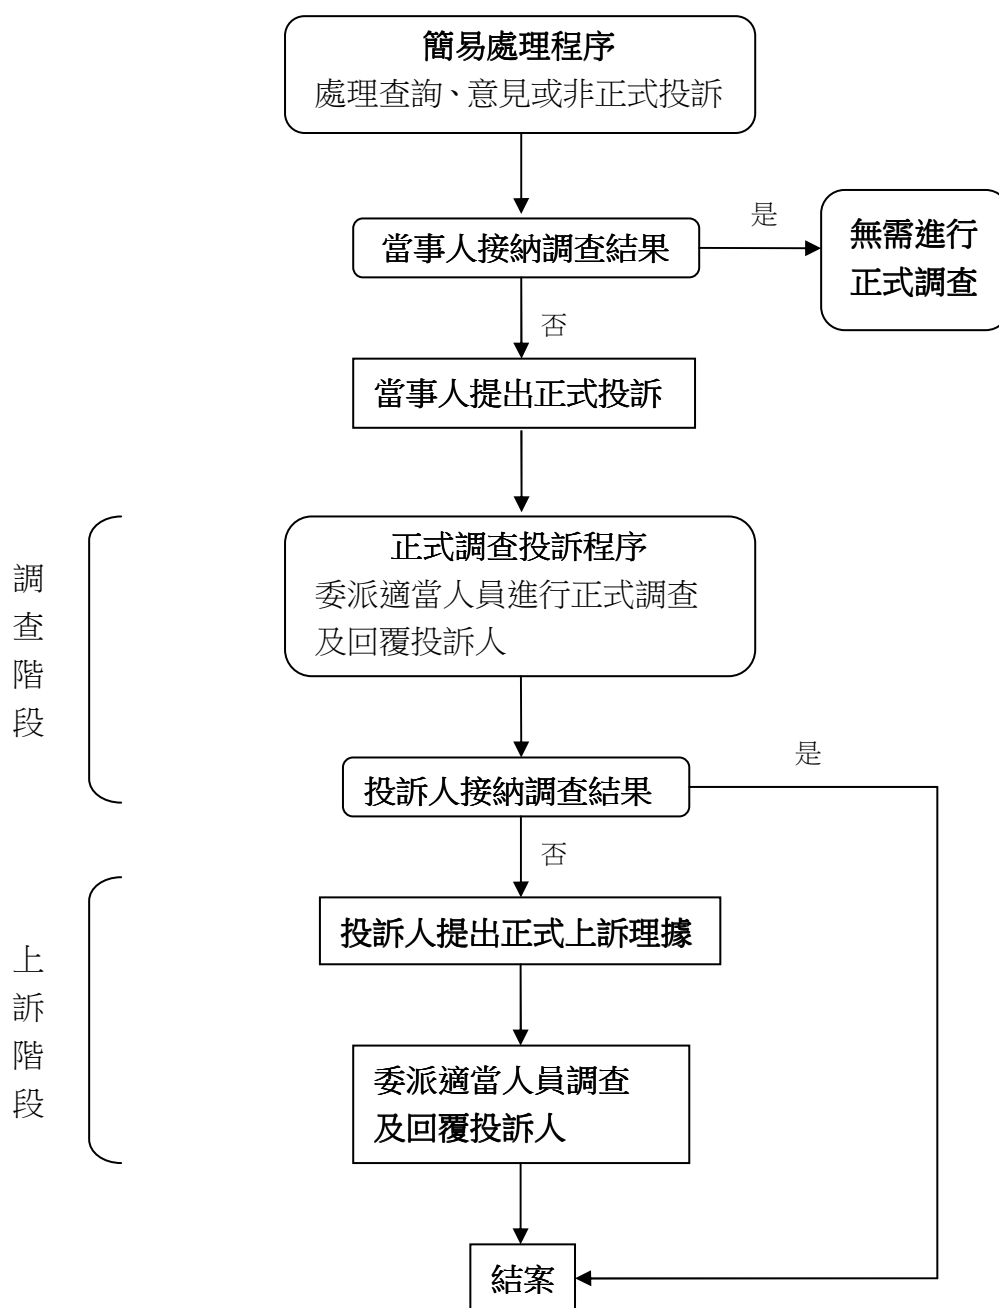 簡易處理程序
處理查詢、意見或非正式投訴
是
當事人接納調查結果
無需進行
正式調查
否
當事人提出正式投訴
調查階段
正式調查投訴程序
委派適當人員進行正式調查
及回覆投訴人
是
投訴人接納調查結果
否
上訴階段
投訴人提出正式上訴理據
委派適當人員調查
及回覆投訴人
結案